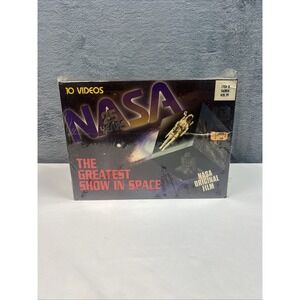 10 VIDEOS
NASA
THE
GREATEST
SHOW IN SPACE
NASA
ORIGINAL
FILM